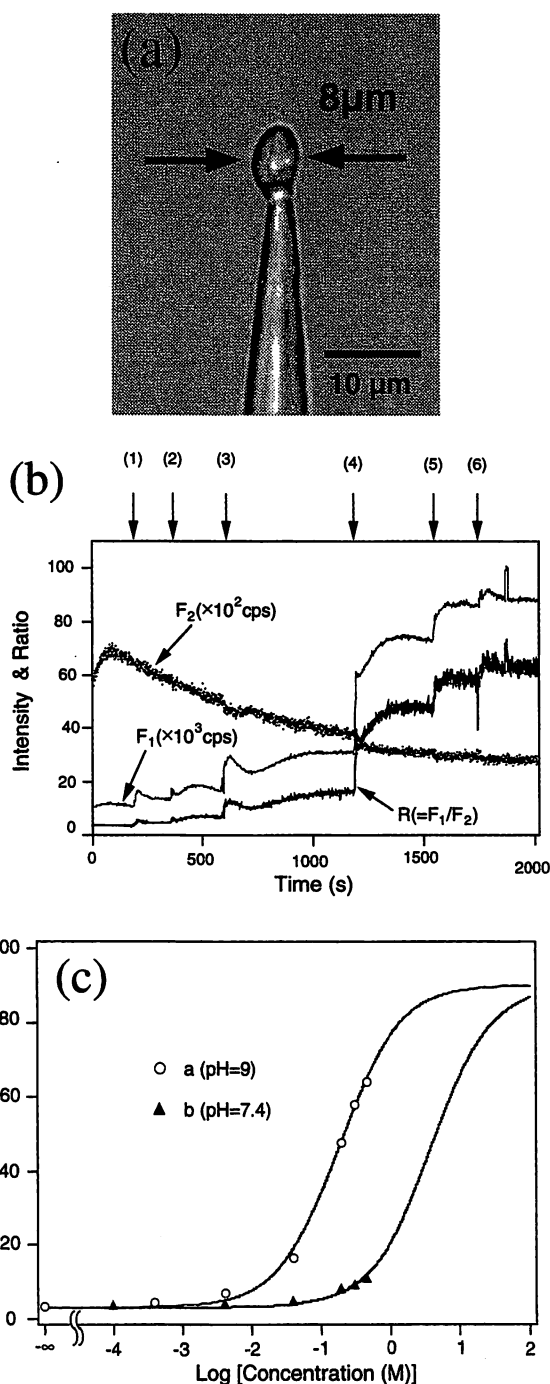 (a)
8μm
10 μm
(b)
(1) (2) (3) (4) (5) (6)
100
80
60
40
20
0
Intensity & Ratio
F2(×10²cps)
F1(×10³cps)
R(=F1/F2)
0 500 1000 1500 2000
Time (s)
(c)
00
80
60
40
20
0
a (pH=9)
b (pH=7.4)
-∞ -4 -3 -2 -1 0 1 2
Log [Concentration (M)]